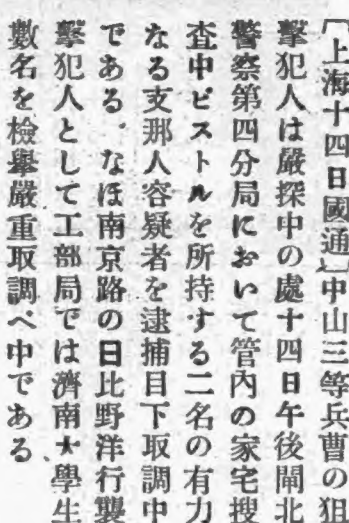 〔上海十四日國通〕中山三等兵曹の狙
擊犯人は嚴探中の處十四日午後閘北
警察第四分局において管內の家宅搜
査中ピストルを所持する二名の有力
なる支那人容疑者を逮捕目下取調中
である．なほ南京路の日比野洋行襲
擊犯人として工部局では濟南大學生
數名を檢擧嚴重取調べ中である